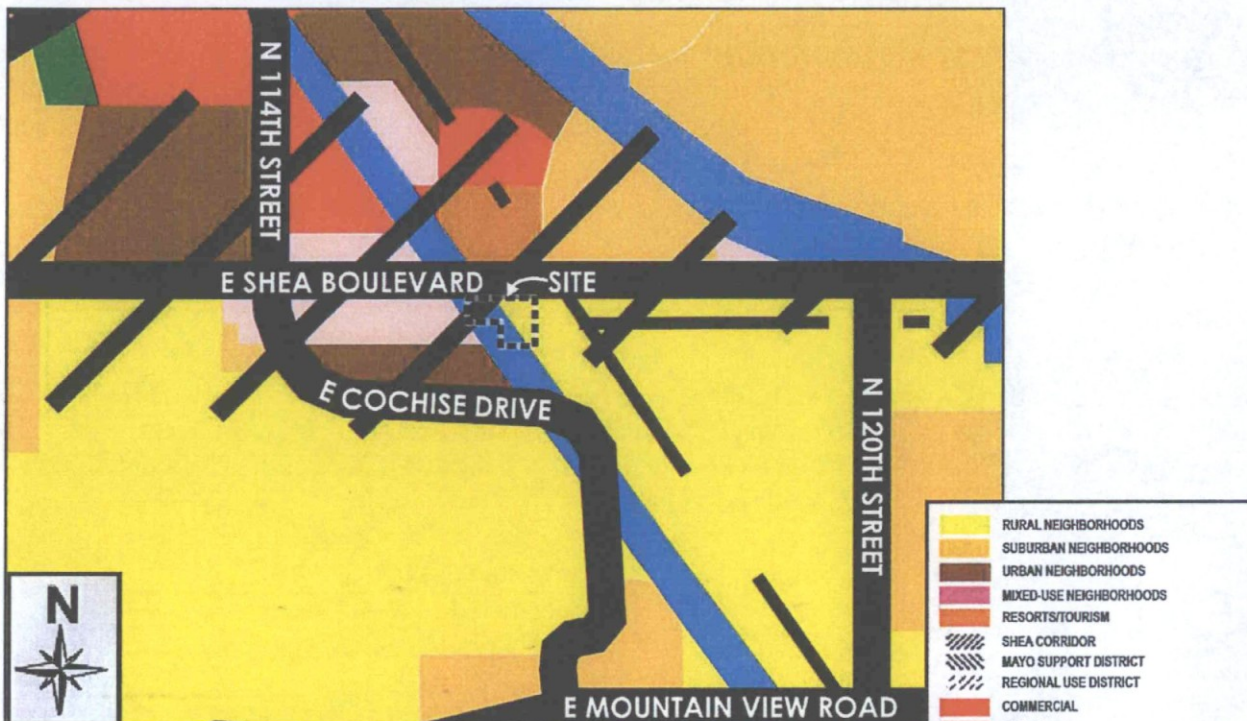 N 114TH STREET
E SHEA BOULEVARD
SITE
E COCHISE DRIVE
N 120TH STREET
E MOUNTAIN VIEW ROAD
N
RURAL NEIGHBORHOODS
SUBURBAN NEIGHBORHOODS
URBAN NEIGHBORHOODS
MIXED-USE NEIGHBORHOODS
RESORTS/TOURISM
SHEA CORRIDOR
MAYO SUPPORT DISTRICT
REGIONAL USE DISTRICT
COMMERCIAL